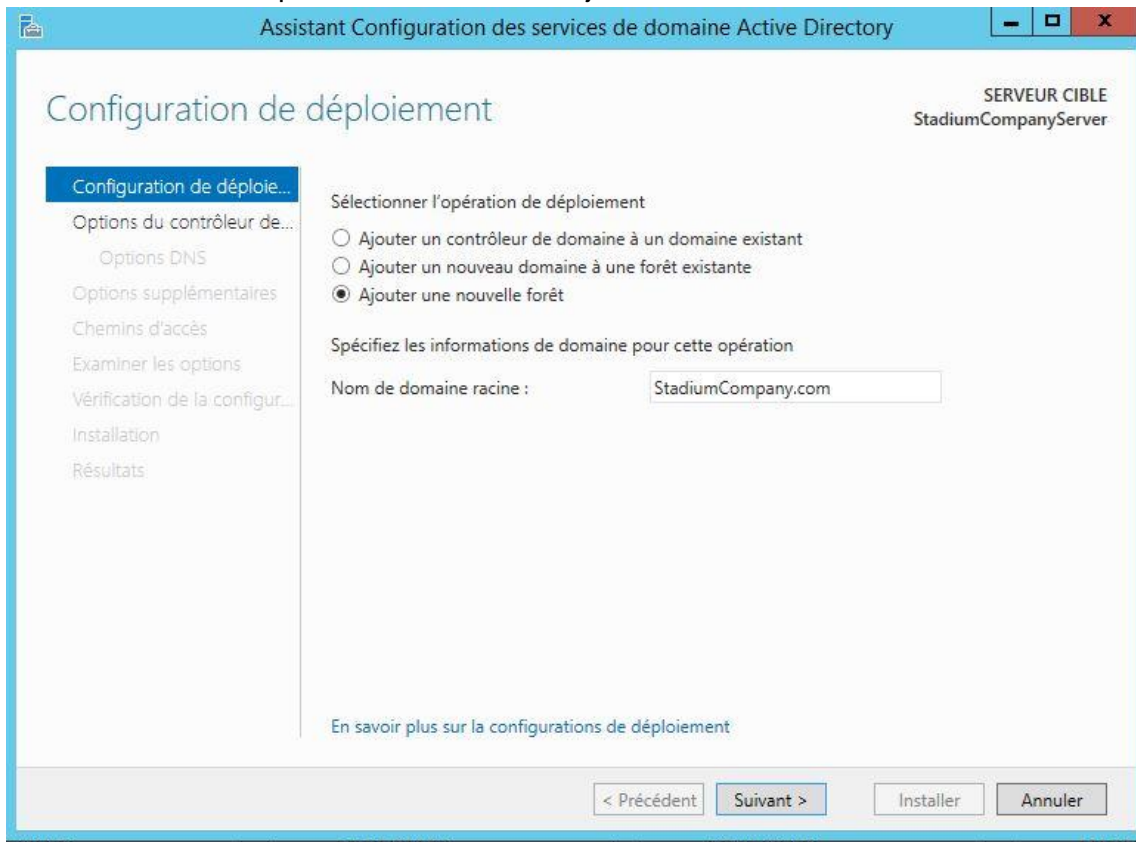 Assistant Configuration des services de domaine Active Directory
Configuration de déploiement
SERVEUR CIBLE
StadiumCompanyServer
Configuration de déploie...
Options du contrôleur de...
Options DNS
Options supplémentaires
Chemins d'accès
Examiner les options
Vérification de la configur...
Installation
Résultats
Sélectionner l'opération de déploiement
Ajouter un contrôleur de domaine à un domaine existant
Ajouter un nouveau domaine à une forêt existante
Ajouter une nouvelle forêt
Spécifiez les informations de domaine pour cette opération
Nom de domaine racine : StadiumCompany.com
En savoir plus sur la configurations de déploiement
< Précédent Suivant > Installer Annuler